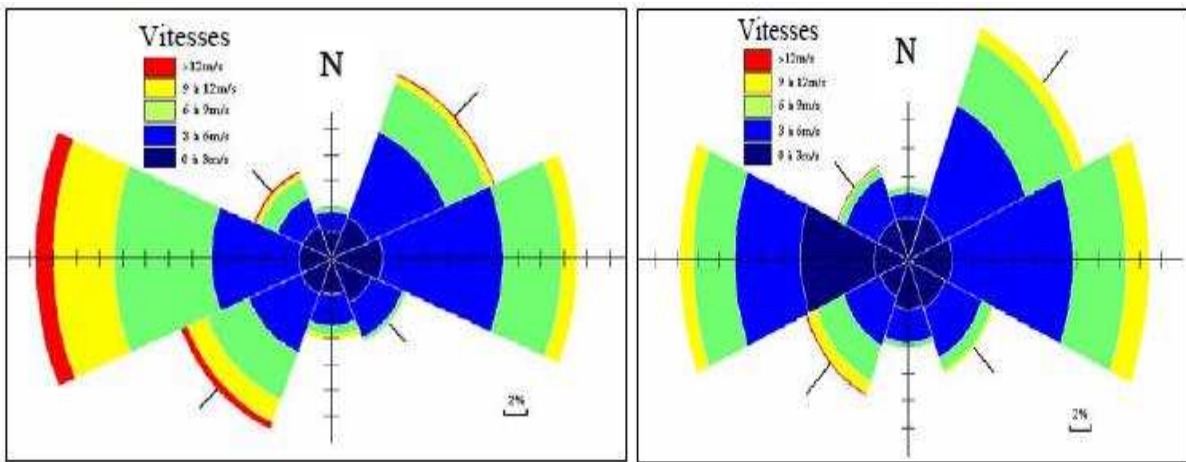 Vitesses
>12m/s
9 à 12m/s
6 à 9m/s
3 à 6m/s
0 à 3m/s
N
2%
Vitesses
>12m/s
9 à 12m/s
6 à 9m/s
3 à 6m/s
0 à 3m/s
N
2%